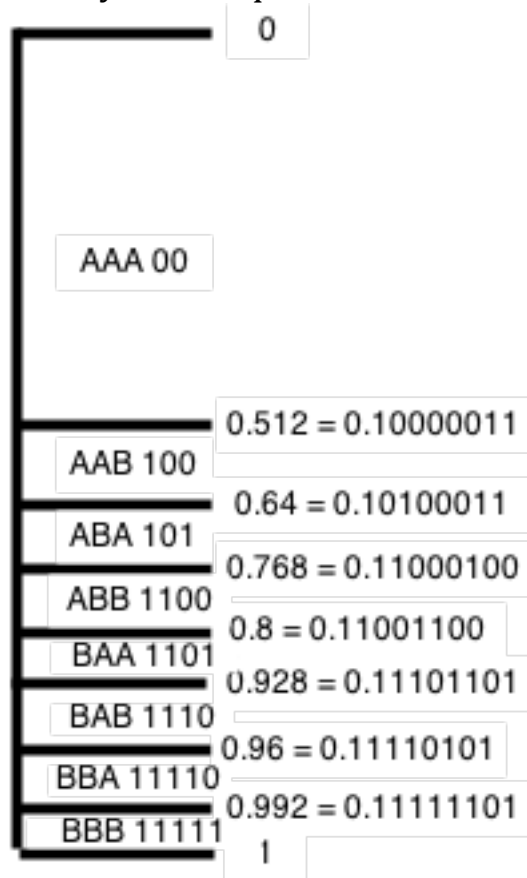 0
AAA 00
0.512 = 0.10000011
AAB 100
0.64 = 0.10100011
ABA 101
0.768 = 0.11000100
ABB 1100
0.8 = 0.11001100
BAA 1101
0.928 = 0.11101101
BAB 1110
0.96 = 0.11110101
BBA 11110
0.992 = 0.11111101
BBB 11111
1